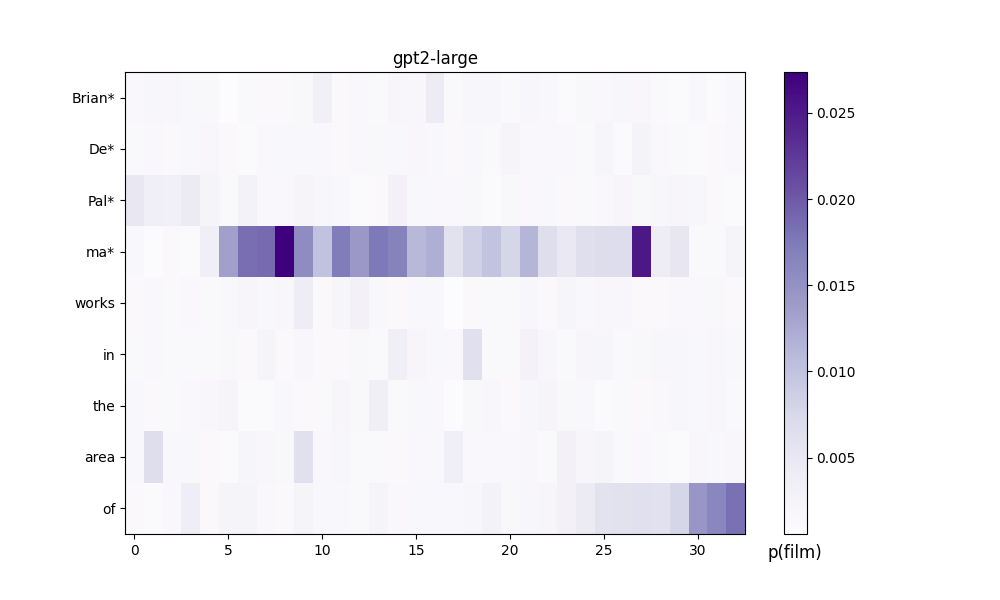 gpt2-large
Brian*
De*
Pal*
ma*
works
in
the
area
of
0 5 10 15 20 25 30
0.025
0.020
0.015
0.010
0.005
p(film)